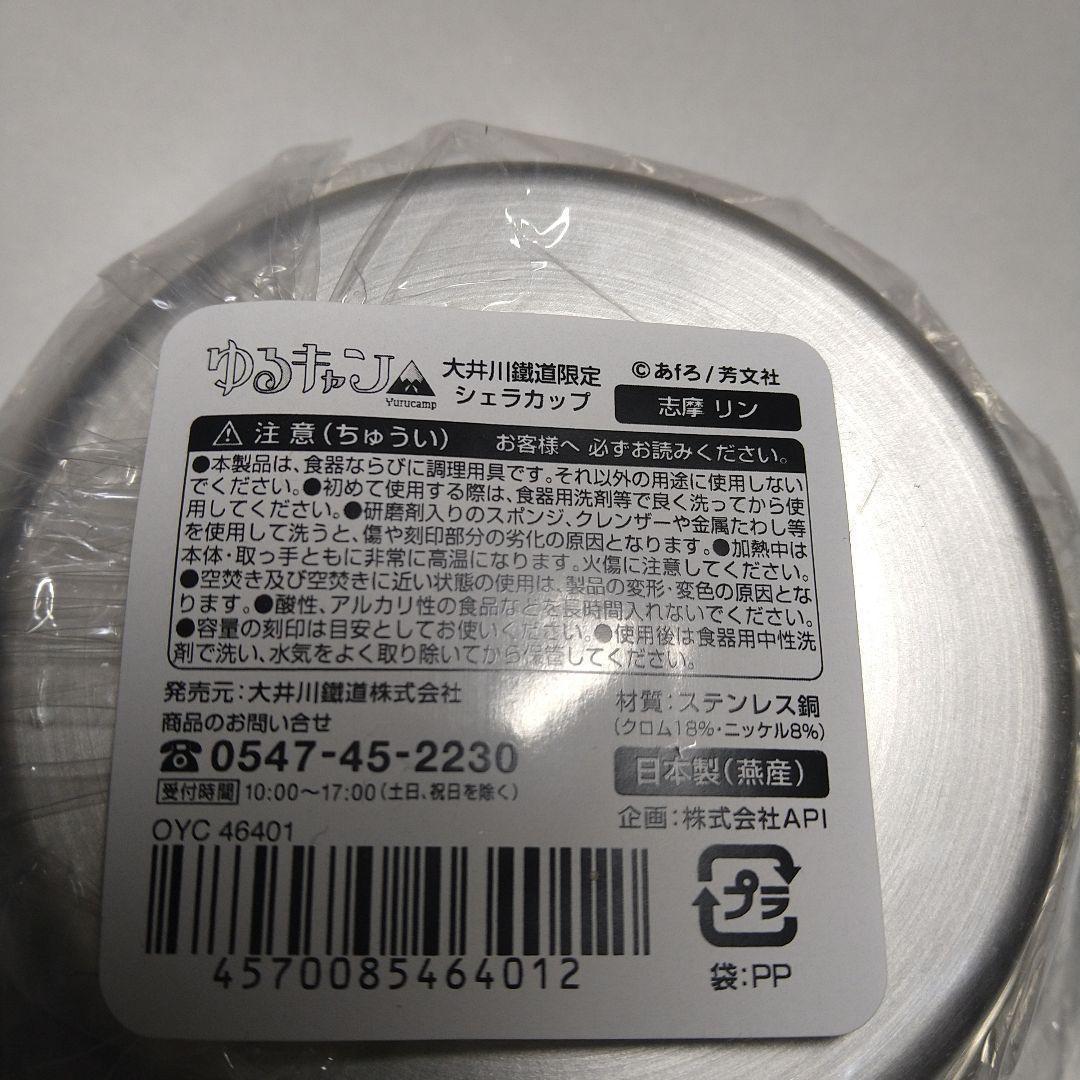 ゆるキャン
Yurucamp
大井川鐵道限定
シェラカップ
©あfろ/芳文社
志摩 リン
⚠ 注意(ちゅうい) お客様へ 必ずお読みください。
●本製品は、食器ならびに調理用具です。それ以外の用途に使用しない
でください。●初めて使用する際は、食器用洗剤等で良く洗ってから使
用してください。●研磨剤入りのスポンジ、クレンザーや金属たわし等
を使用して洗うと、傷や刻印部分の劣化の原因となります。●加熱中は
本体・取っ手ともに非常に高温になります。火傷に注意してください。
●空焚き及び空焚きに近い状態の使用は、製品の変形・変色の原因とな
ります。●酸性、アルカリ性の食品などを長時間入れないでください。
●容量の刻印は目安としてお使いください。●使用後は食器用中性洗
剤で洗い、水気をよく取り除いてから保管してください。
発売元:大井川鐵道株式会社
商品のお問い合せ
☎0547-45-2230
受付時間 10:00~17:00(土日、祝日を除く)
材質:ステンレス銅
(クロム18%・ニッケル8%)
日本製(燕産)
企画:株式会社API
OYC 46401
4570085464012
プラ
袋:PP